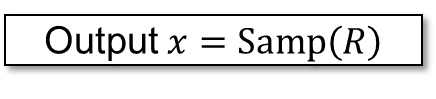 Output x = Samp(R)